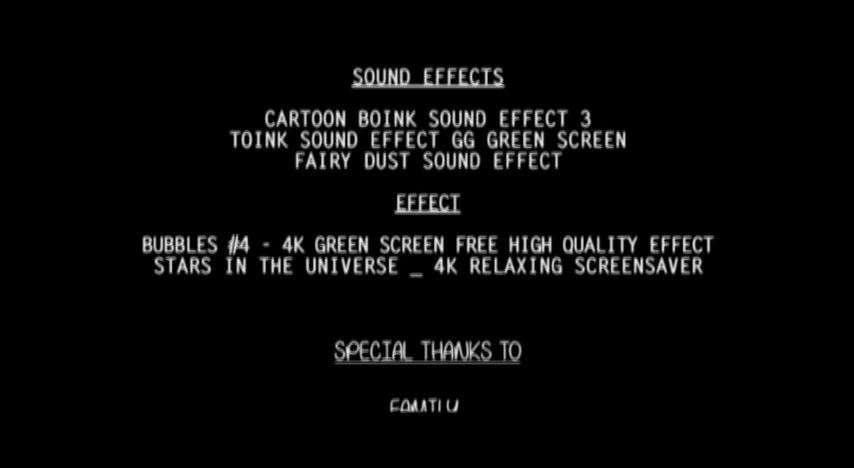 SOUND EFFECTS
CARTOON BOINK SOUND EFFECT 3
TOINK SOUND EFFECT GG GREEN SCREEN
FAIRY DUST SOUND EFFECT
EFFECT
BUBBLES #4 - 4K GREEN SCREEN FREE HIGH QUALITY EFFECT
STARS IN THE UNIVERSE _ 4K RELAXING SCREENSAVER
SPECIAL THANKS TO
FAMILY